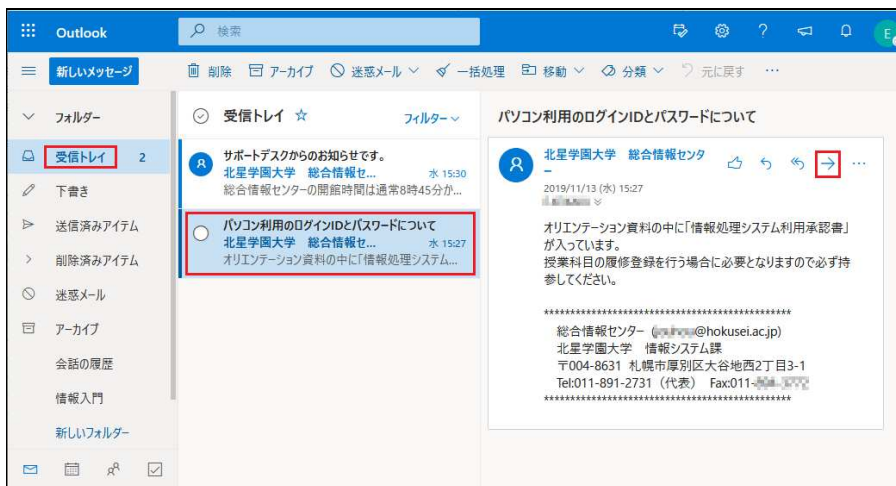 Outlook
検索
E
新しいメッセージ
削除
アーカイブ
迷惑メール
一括処理
移動
分類
元に戻す
フォルダー
受信トレイ 2
下書き
送信済みアイテム
削除済みアイテム
迷惑メール
アーカイブ
会話の履歴
情報入門
新しいフォルダー
受信トレイ
フィルター
R
サポートデスクからのお知らせです。
北星学園大学 総合情報セ... 水 15:30
総合情報センターの開館時間は通常8時45分か...
パソコン利用のログインIDとパスワードについて
北星学園大学 総合情報セ... 水 15:27
オリエンテーション資料の中に「情報処理システム...
パソコン利用のログインIDとパスワードについて
北星学園大学 総合情報センタ
ー
2019/11/13 (水) 15:27
オリエンテーション資料の中に「情報処理システム利用承認書」
が入っています。
授業科目の履修登録を行う場合に必要となりますので必ず持
参してください。
************************************************
総合情報センター (@hokusei.ac.jp)
北星学園大学 情報システム課
〒004-8631 札幌市厚別区大谷地西2丁目3-1
Tel:011-891-2731 (代表) Fax:011-
************************************************